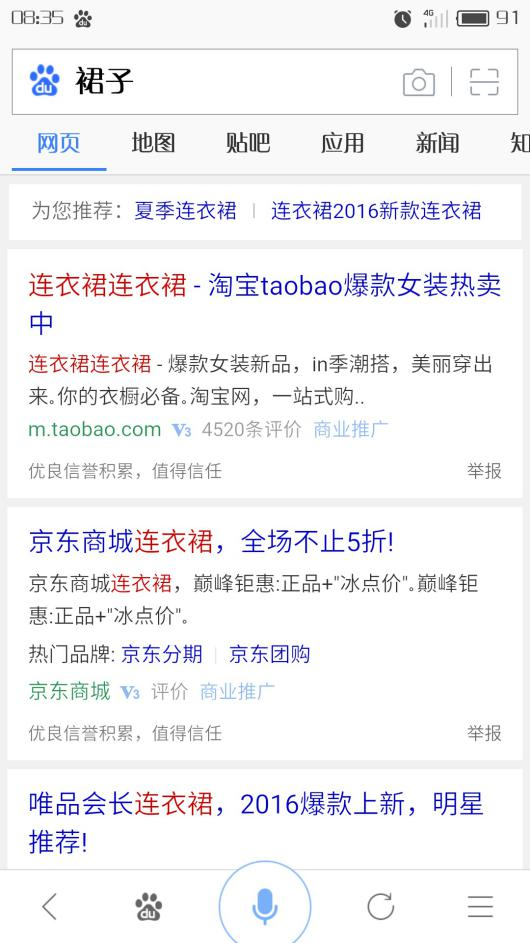 08:35
4G
91
du
裙子
网页 地图 贴吧 应用 新闻 知
为您推荐：夏季连衣裙 | 连衣裙2016新款连衣裙
连衣裙连衣裙 - 淘宝taobao爆款女装热卖
中
连衣裙连衣裙 - 爆款女装新品，in季潮搭，美丽穿出
来。你的衣橱必备。淘宝网，一站式购..
m.taobao.com V3 4520条评价 商业推广
优良信誉积累，值得信任 举报
京东商城连衣裙，全场不止5折!
京东商城连衣裙，巅峰钜惠:正品+"冰点价"。巅峰钜
惠:正品+"冰点价"。
热门品牌: 京东分期 | 京东团购
京东商城 V3 评价 商业推广
优良信誉积累，值得信任 举报
唯品会长连衣裙，2016爆款上新，明星
推荐!
du